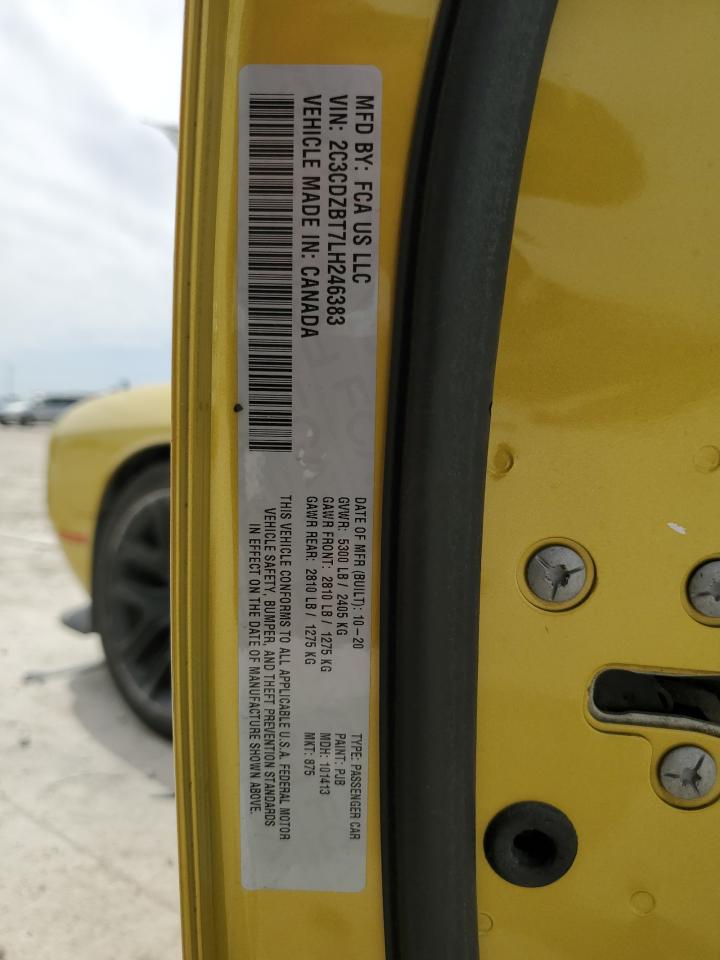 MFD BY: FCA US LLC
VIN: 2C3CDZBT7LH246383
VEHICLE MADE IN: CANADA
DATE OF MFR (BUILT): 10-20
GVWR: 5300 LB / 2405 KG
GAWR FRONT: 2810 LB / 1275 KG
GAWR REAR: 2810 LB / 1275 KG
TYPE: PASSENGER CAR
PAINT: PJB
MDH: 101413
MKT: 875
THIS VEHICLE CONFORMS TO ALL APPLICABLE U.S.A. FEDERAL MOTOR
VEHICLE SAFETY, BUMPER, AND THEFT PREVENTION STANDARDS
IN EFFECT ON THE DATE OF MANUFACTURE SHOWN ABOVE.